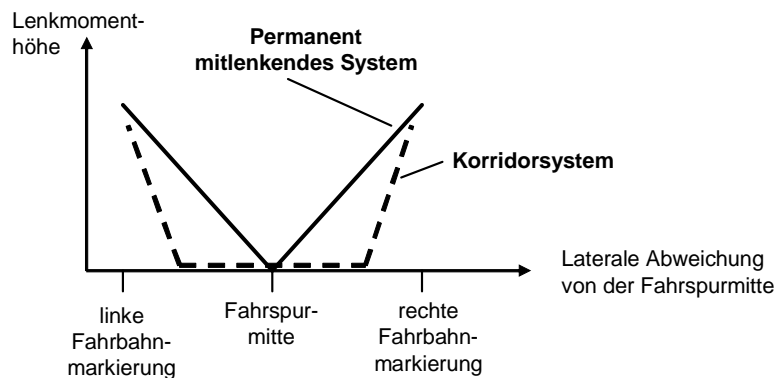 Lenkmoment-
höhe
Permanent
mitlenkendes System
Korridorsystem
Laterale Abweichung
von der Fahrspurmitte
linke
Fahrbahn-
markierung
Fahrspur-
mitte
rechte
Fahrbahn-
markierung